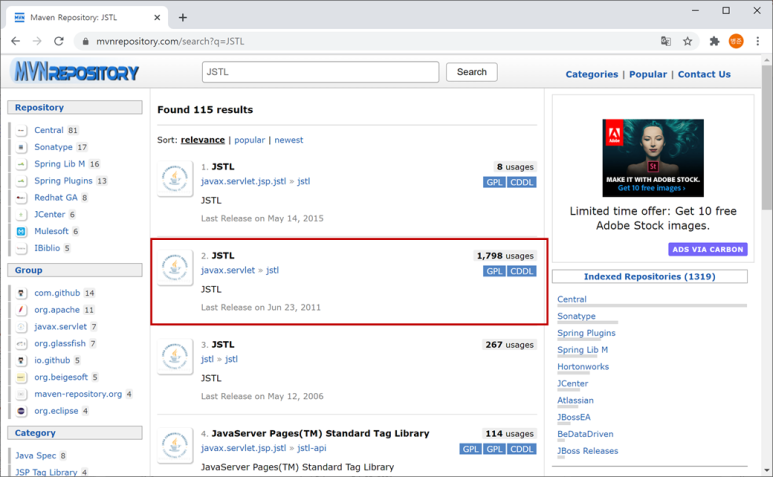 Maven Repository: JSTL
mvnrepository.com/search?q=JSTL
영준
MVNREPOSITORY
JSTL
Search
Categories | Popular | Contact Us
Repository
Central 81
Sonatype 17
Spring Lib M 16
Spring Plugins 13
Redhat GA 8
JCenter 6
Mulesoft 6
IBiblio 5
Group
com.github 14
org.apache 11
javax.servlet 7
org.glassfish 7
io.github 5
org.beigesoft 5
maven-repository.org 4
org.eclipse 4
Category
Java Spec 8
JSP Tag Library 4
Found 115 results
Sort: relevance | popular | newest
1. JSTL
8 usages
javax.servlet.jsp.jstl » jstl
GPL CDDL
JSTL
Last Release on May 14, 2015
2. JSTL
1,798 usages
javax.servlet » jstl
GPL CDDL
JSTL
Last Release on Jun 23, 2011
3. JSTL
267 usages
jstl » jstl
JSTL
Last Release on May 12, 2006
4. JavaServer Pages(TM) Standard Tag Library
114 usages
javax.servlet.jsp.jstl » jstl-api
GPL GPL CDDL
JavaServer Pages(TM) Standard Tag Library
Adobe
St
MAKE IT WITH ADOBE STOCK.
Get 10 free images ›
Limited time offer: Get 10 free
Adobe Stock images.
ADS VIA CARBON
Indexed Repositories (1319)
Central
Sonatype
Spring Plugins
Spring Lib M
Hortonworks
JCenter
Atlassian
JBossEA
BeDataDriven
JBoss Releases